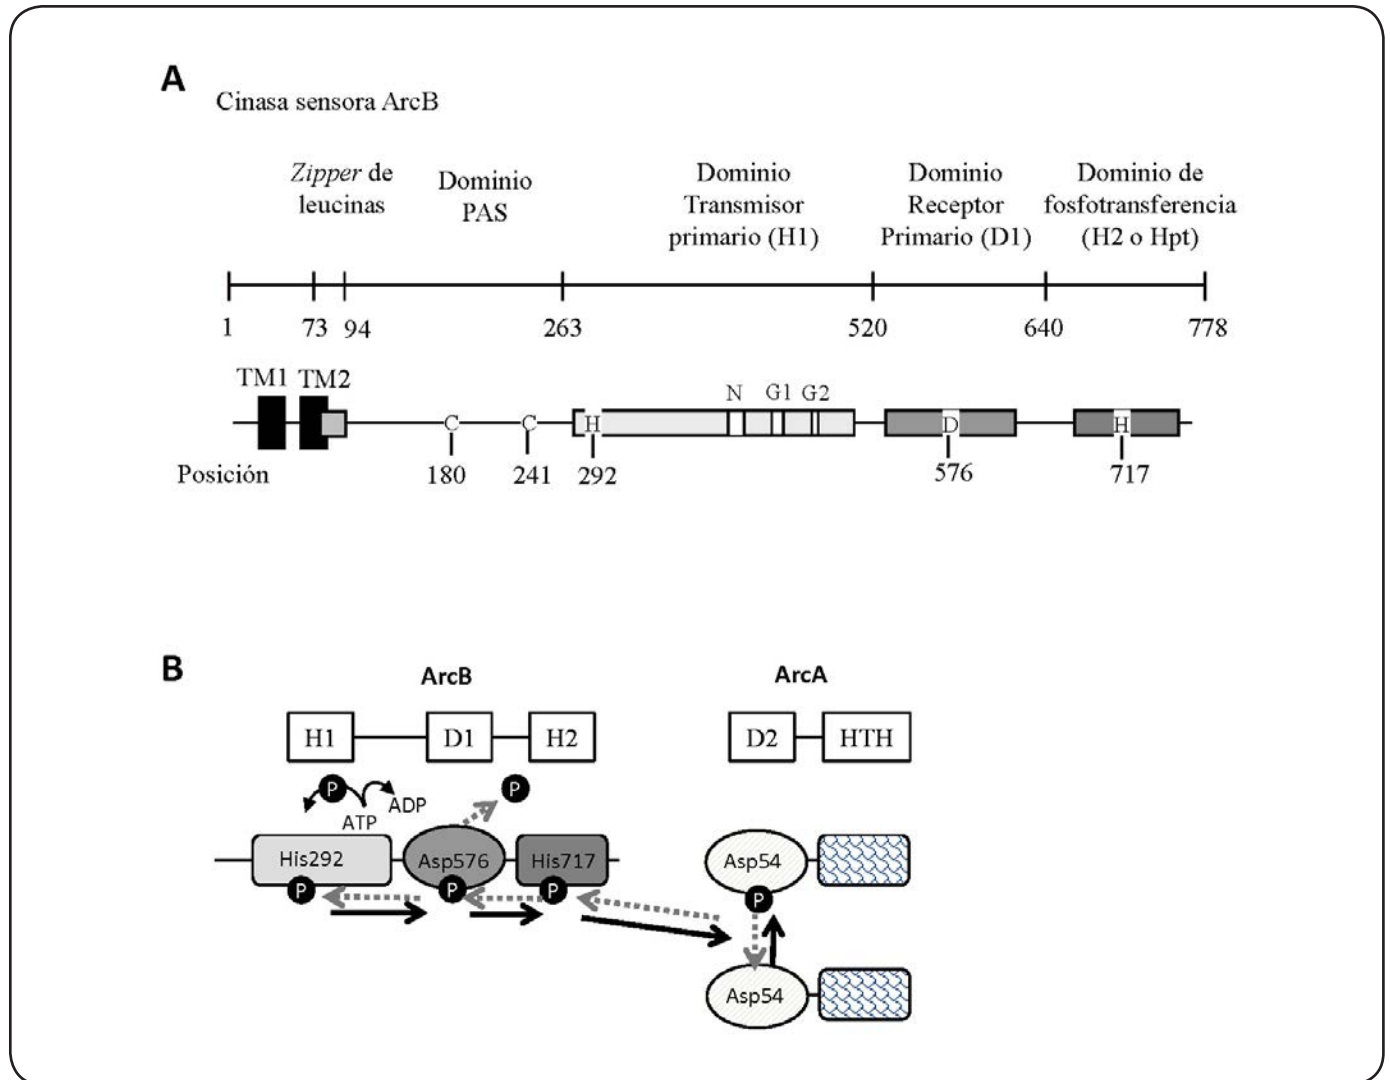 A
Cinasa sensora ArcB
Zipper de
leucinas
Dominio
PAS
Dominio
Transmisor
primario (H1)
Dominio
Receptor
Primario (D1)
Dominio de
fosfotransferencia
(H2 o Hpt)
1 73 94 263 520 640 778
TM1 TM2
N G1 G2
C C H D H
Posición 180 241 292 576 717
B
ArcB ArcA
H1 D1 H2 D2 HTH
P P
ADP
ATP
His292 Asp576 His717 Asp54
P P P P
Asp54